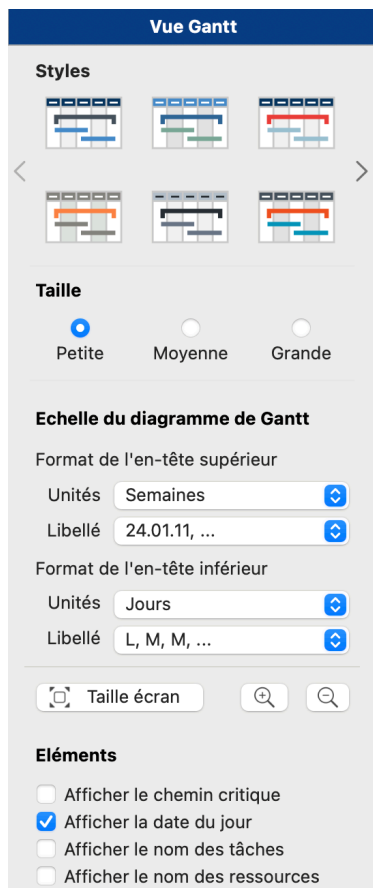 Vue Gantt
Styles
Taille
Petite Moyenne Grande
Echelle du diagramme de Gantt
Format de l'en-tête supérieur
Unités Semaines
Libellé 24.01.11, ...
Format de l'en-tête inférieur
Unités Jours
Libellé L, M, M, ...
Taille écran
Eléments
Afficher le chemin critique
Afficher la date du jour
Afficher le nom des tâches
Afficher le nom des ressources